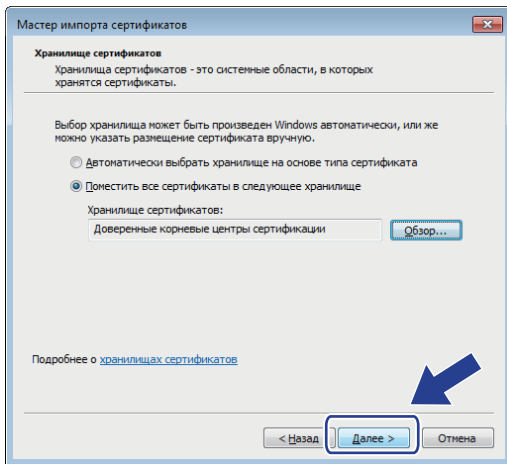 Мастер импорта сертификатов
Хранилище сертификатов
Хранилища сертификатов - это системные области, в которых
хранятся сертификаты.
Выбор хранилища может быть произведен Windows автоматически, или же
можно указать размещение сертификата вручную.
Автоматически выбрать хранилище на основе типа сертификата
Поместить все сертификаты в следующее хранилище
Хранилище сертификатов:
Доверенные корневые центры сертификации
Обзор...
Подробнее о хранилищах сертификатов
< Назад
Далее >
Отмена